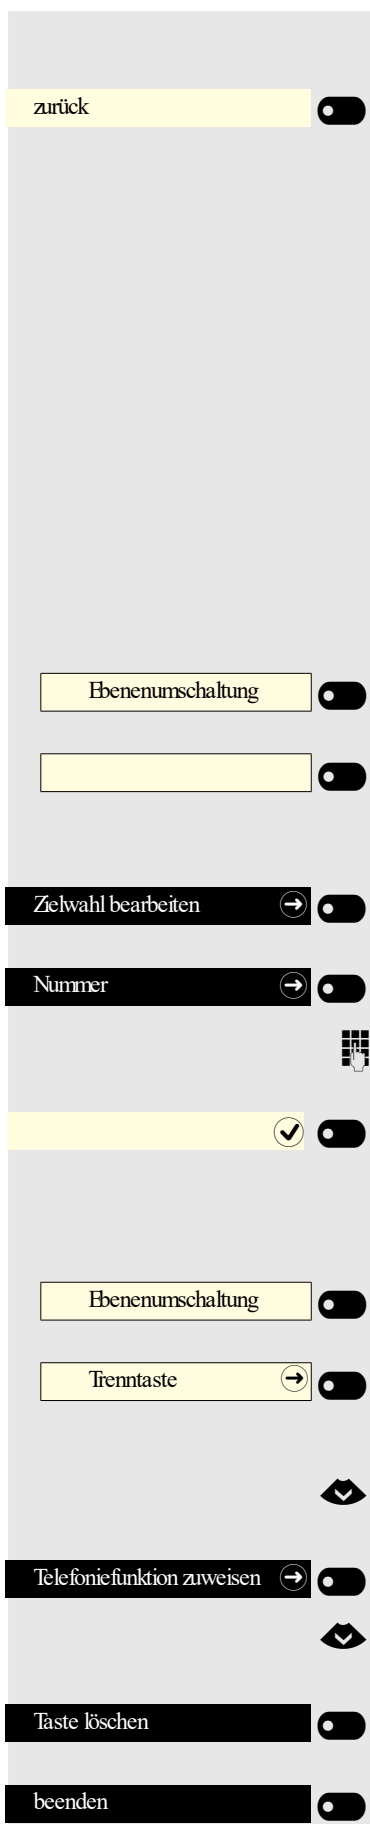 zurück
Ebenenumschaltung
Zielwahl bearbeiten
Nummer
Ebenenumschaltung
Trenntaste
Telefoniefunktion zuweisen
Taste löschen
beenden